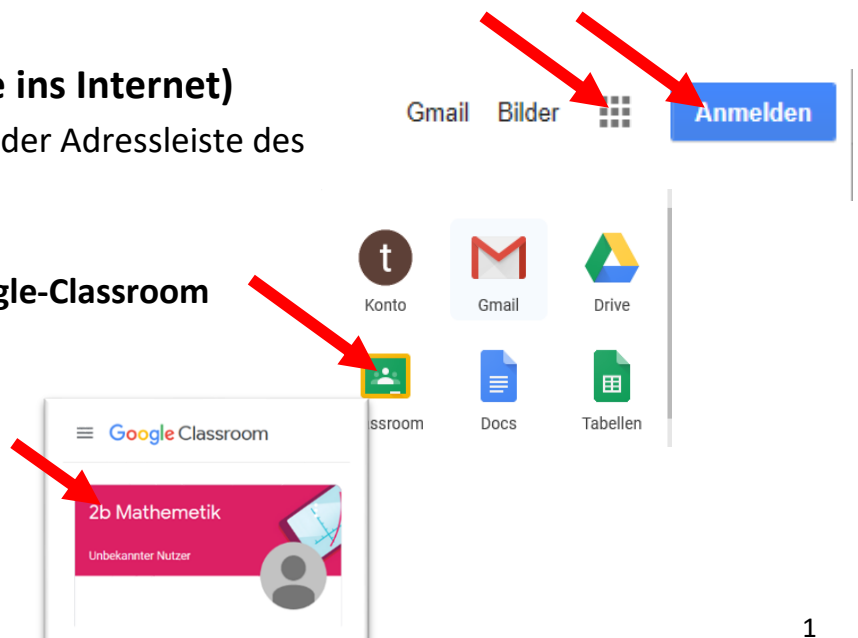 e ins Internet)
der Adressleiste des
Gmail Bilder Anmelden
gle-Classroom
t
Konto Gmail Drive
ssroom Docs Tabellen
Google Classroom
2b Mathemetik
Unbekannter Nutzer
1